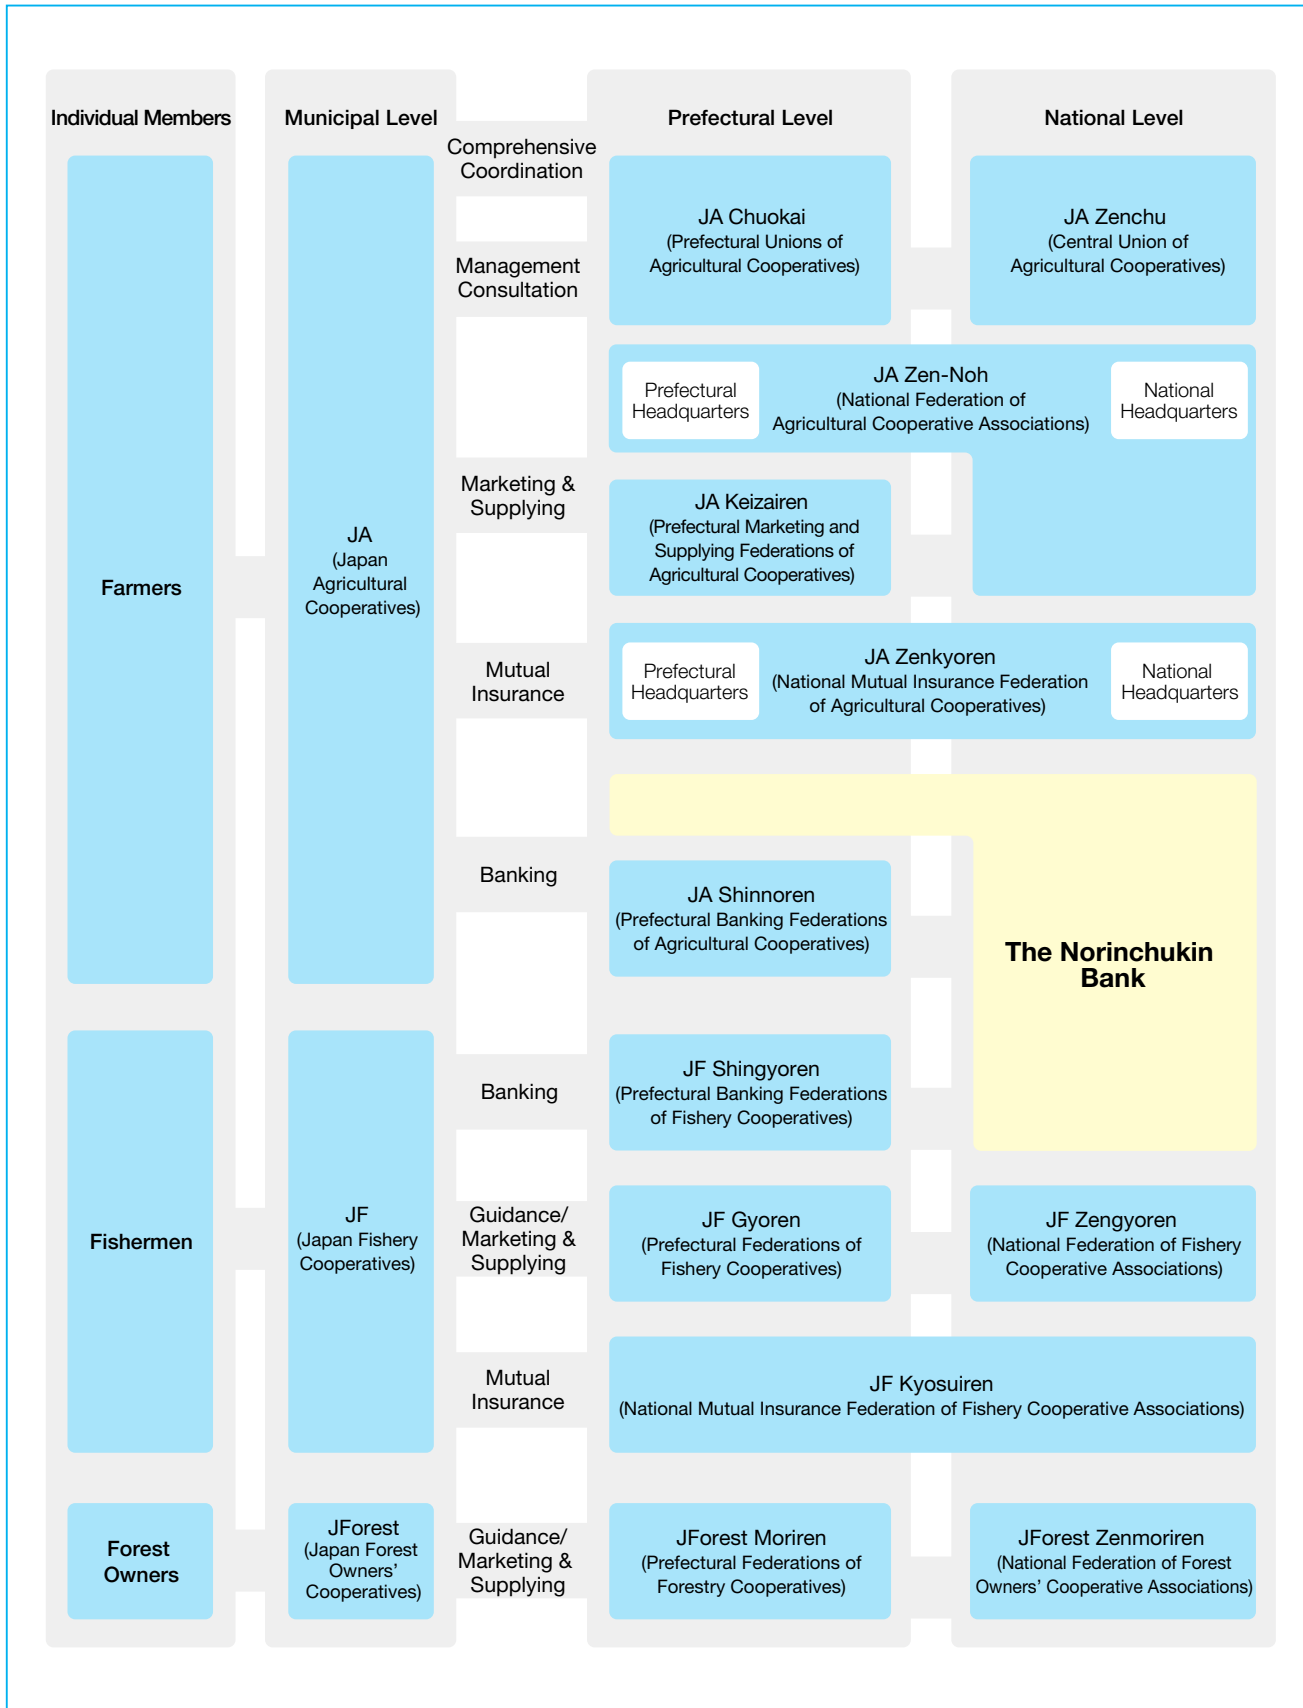 Individual Members
Municipal Level
Prefectural Level
National Level
Comprehensive
Coordination
Management
Consultation
JA Chuokai
(Prefectural Unions of
Agricultural Cooperatives)
JA Zenchu
(Central Union of
Agricultural Cooperatives)
Prefectural
Headquarters
JA Zen-Noh
(National Federation of
Agricultural Cooperative Associations)
National
Headquarters
Farmers
JA
(Japan
Agricultural
Cooperatives)
Marketing &
Supplying
JA Keizairen
(Prefectural Marketing and
Supplying Federations of
Agricultural Cooperatives)
Mutual
Insurance
Prefectural
Headquarters
JA Zenkyoren
(National Mutual Insurance Federation
of Agricultural Cooperatives)
National
Headquarters
Banking
JA Shinnoren
(Prefectural Banking Federations
of Agricultural Cooperatives)
The Norinchukin
Bank
Banking
JF Shingyoren
(Prefectural Banking Federations
of Fishery Cooperatives)
Fishermen
JF
(Japan Fishery
Cooperatives)
Guidance/
Marketing &
Supplying
JF Gyoren
(Prefectural Federations of
Fishery Cooperatives)
JF Zengyoren
(National Federation of Fishery
Cooperative Associations)
Mutual
Insurance
JF Kyosuiren
(National Mutual Insurance Federation of Fishery Cooperative Associations)
Forest
Owners
JForest
(Japan Forest
Owners’
Cooperatives)
Guidance/
Marketing &
Supplying
JForest Moriren
(Prefectural Federations of
Forestry Cooperatives)
JForest Zenmoriren
(National Federation of Forest
Owners’ Cooperative Associations)